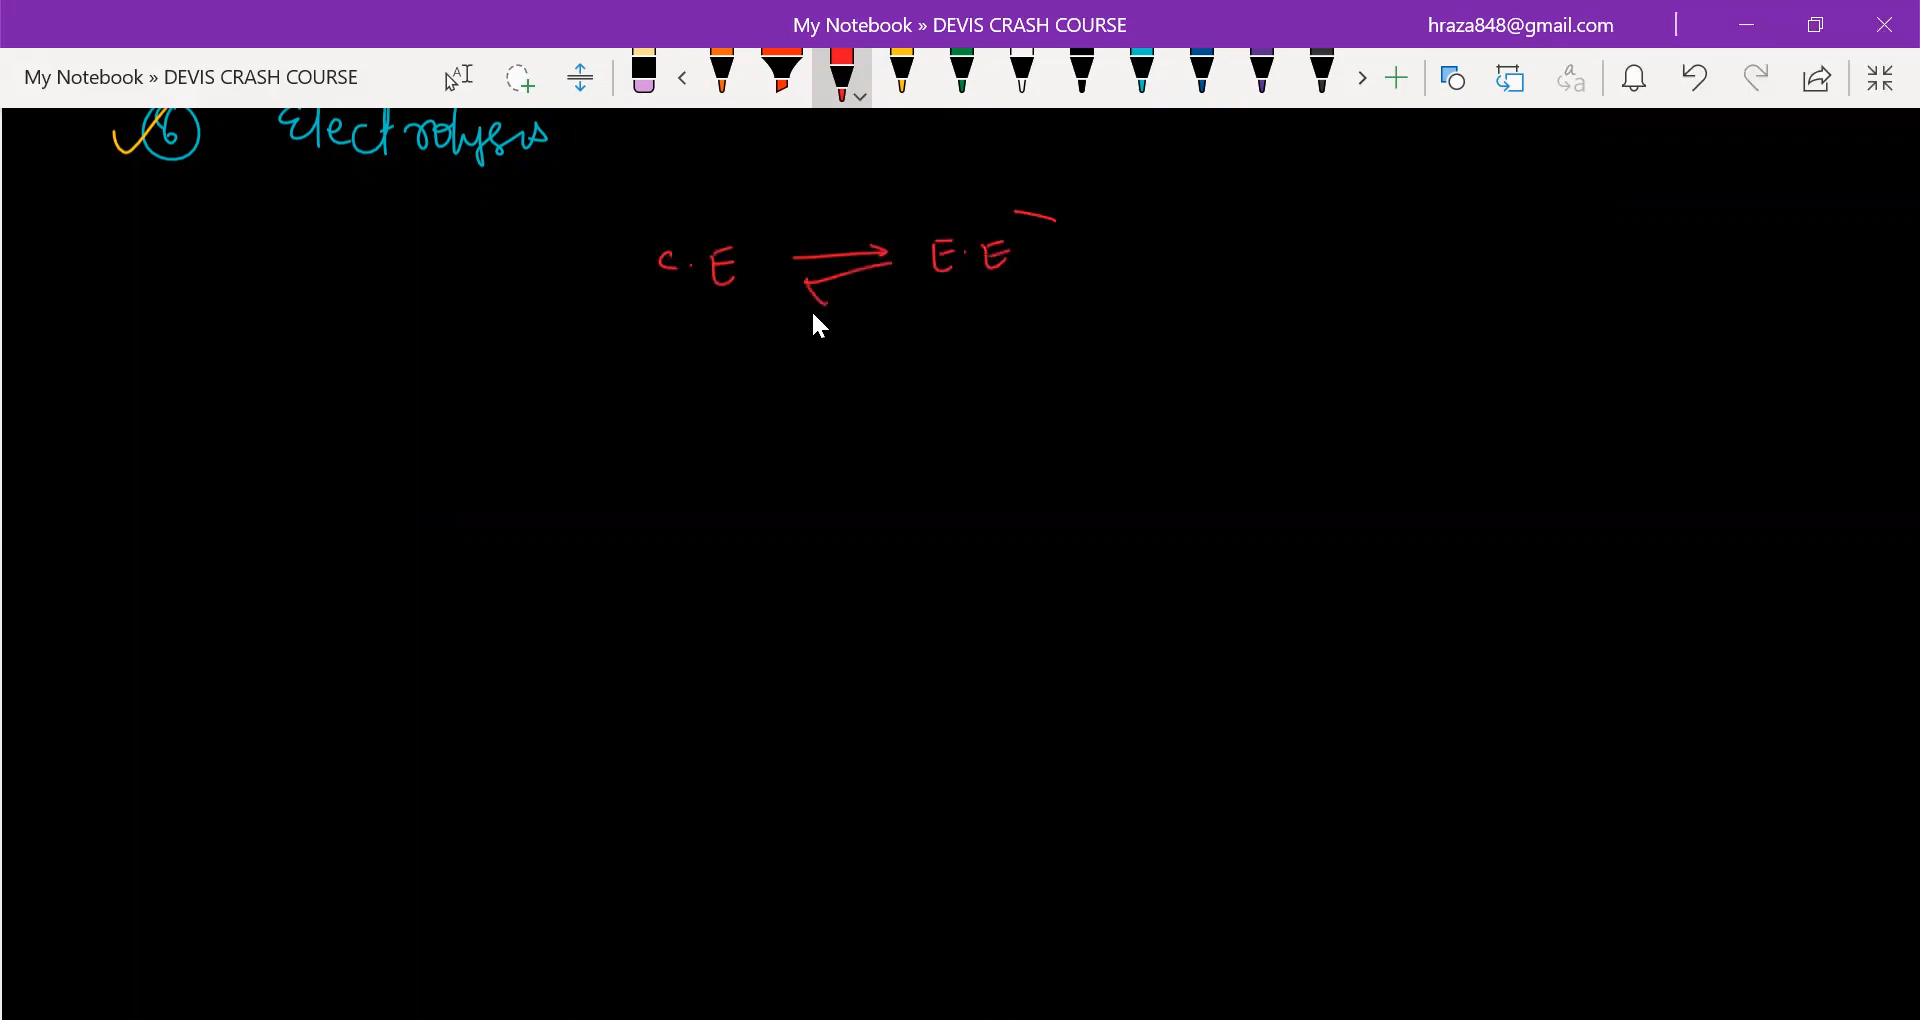 My Notebook » DEVIS CRASH COURSE
hraza848@gmail.com
My Notebook » DEVIS CRASH COURSE
6 Electrolysis
C.E ⇌ E.E